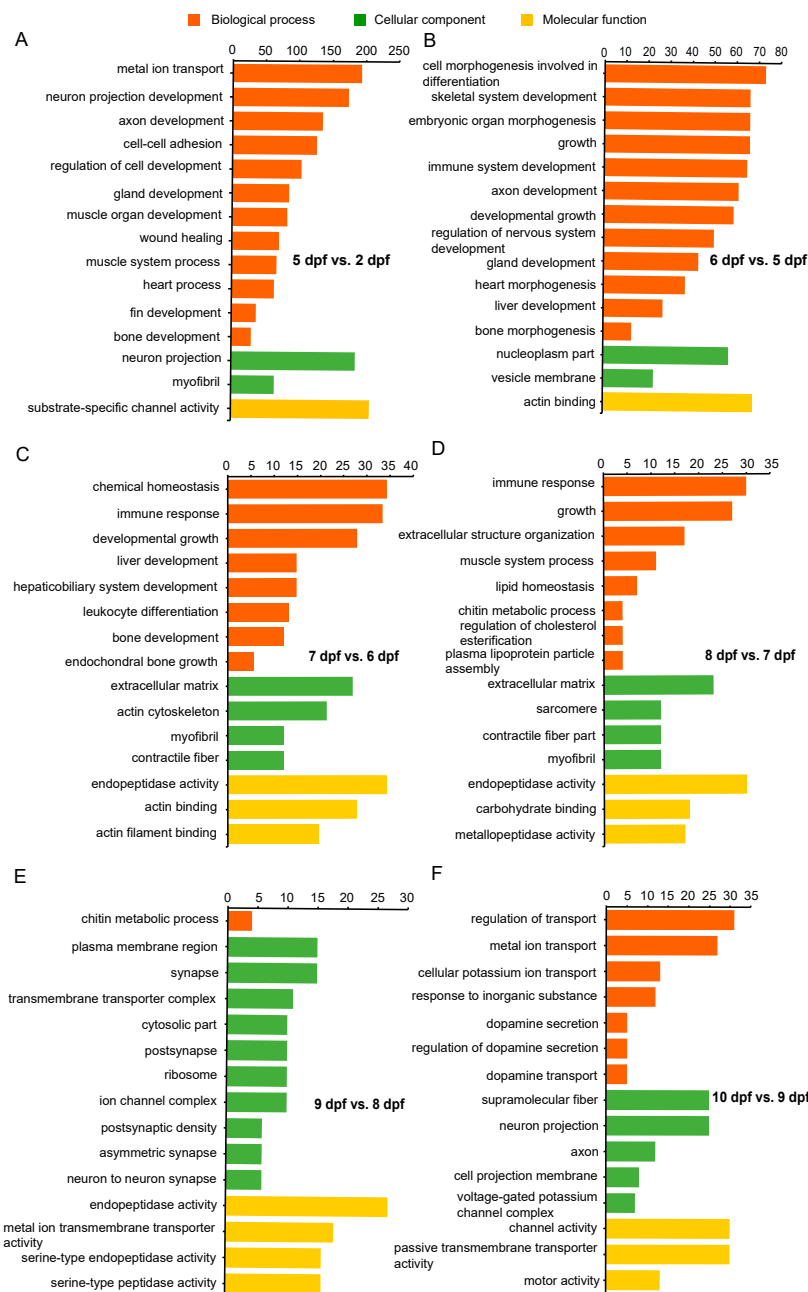 Biological process Cellular component Molecular function
A
0 50 100 150 200 250
metal ion transport
neuron projection development
axon development
cell-cell adhesion
regulation of cell development
gland development
muscle organ development
wound healing
muscle system process
heart process
fin development
bone development
neuron projection
myofibril
substrate-specific channel activity
5 dpf vs. 2 dpf
B
0 10 20 30 40 50 60 70 80
cell morphogenesis involved in
differentiation
skeletal system development
embryonic organ morphogenesis
growth
immune system development
axon development
developmental growth
regulation of nervous system
development
gland development
heart morphogenesis
liver development
bone morphogenesis
nucleoplasm part
vesicle membrane
actin binding
6 dpf vs. 5 dpf
C
0 5 10 15 20 25 30 35 40
chemical homeostasis
immune response
developmental growth
liver development
hepaticobiliary system development
leukocyte differentiation
bone development
endochondral bone growth
extracellular matrix
actin cytoskeleton
myofibril
contractile fiber
endopeptidase activity
actin binding
actin filament binding
7 dpf vs. 6 dpf
D
0 5 10 15 20 25 30 35
immune response
growth
extracellular structure organization
muscle system process
lipid homeostasis
chitin metabolic process
regulation of cholesterol
esterification
plasma lipoprotein particle
assembly
extracellular matrix
sarcomere
contractile fiber part
myofibril
endopeptidase activity
carbohydrate binding
metallopeptidase activity
8 dpf vs. 7 dpf
E
0 5 10 15 20 25 30
chitin metabolic process
plasma membrane region
synapse
transmembrane transporter complex
cytosolic part
postsynapse
ribosome
ion channel complex
postsynaptic density
asymmetric synapse
neuron to neuron synapse
endopeptidase activity
metal ion transmembrane transporter
activity
serine-type endopeptidase activity
serine-type peptidase activity
9 dpf vs. 8 dpf
F
0 5 10 15 20 25 30 35
regulation of transport
metal ion transport
cellular potassium ion transport
response to inorganic substance
dopamine secretion
regulation of dopamine secretion
dopamine transport
supramolecular fiber
neuron projection
axon
cell projection membrane
voltage-gated potassium
channel complex
channel activity
passive transmembrane transporter
activity
motor activity
10 dpf vs. 9 dpf